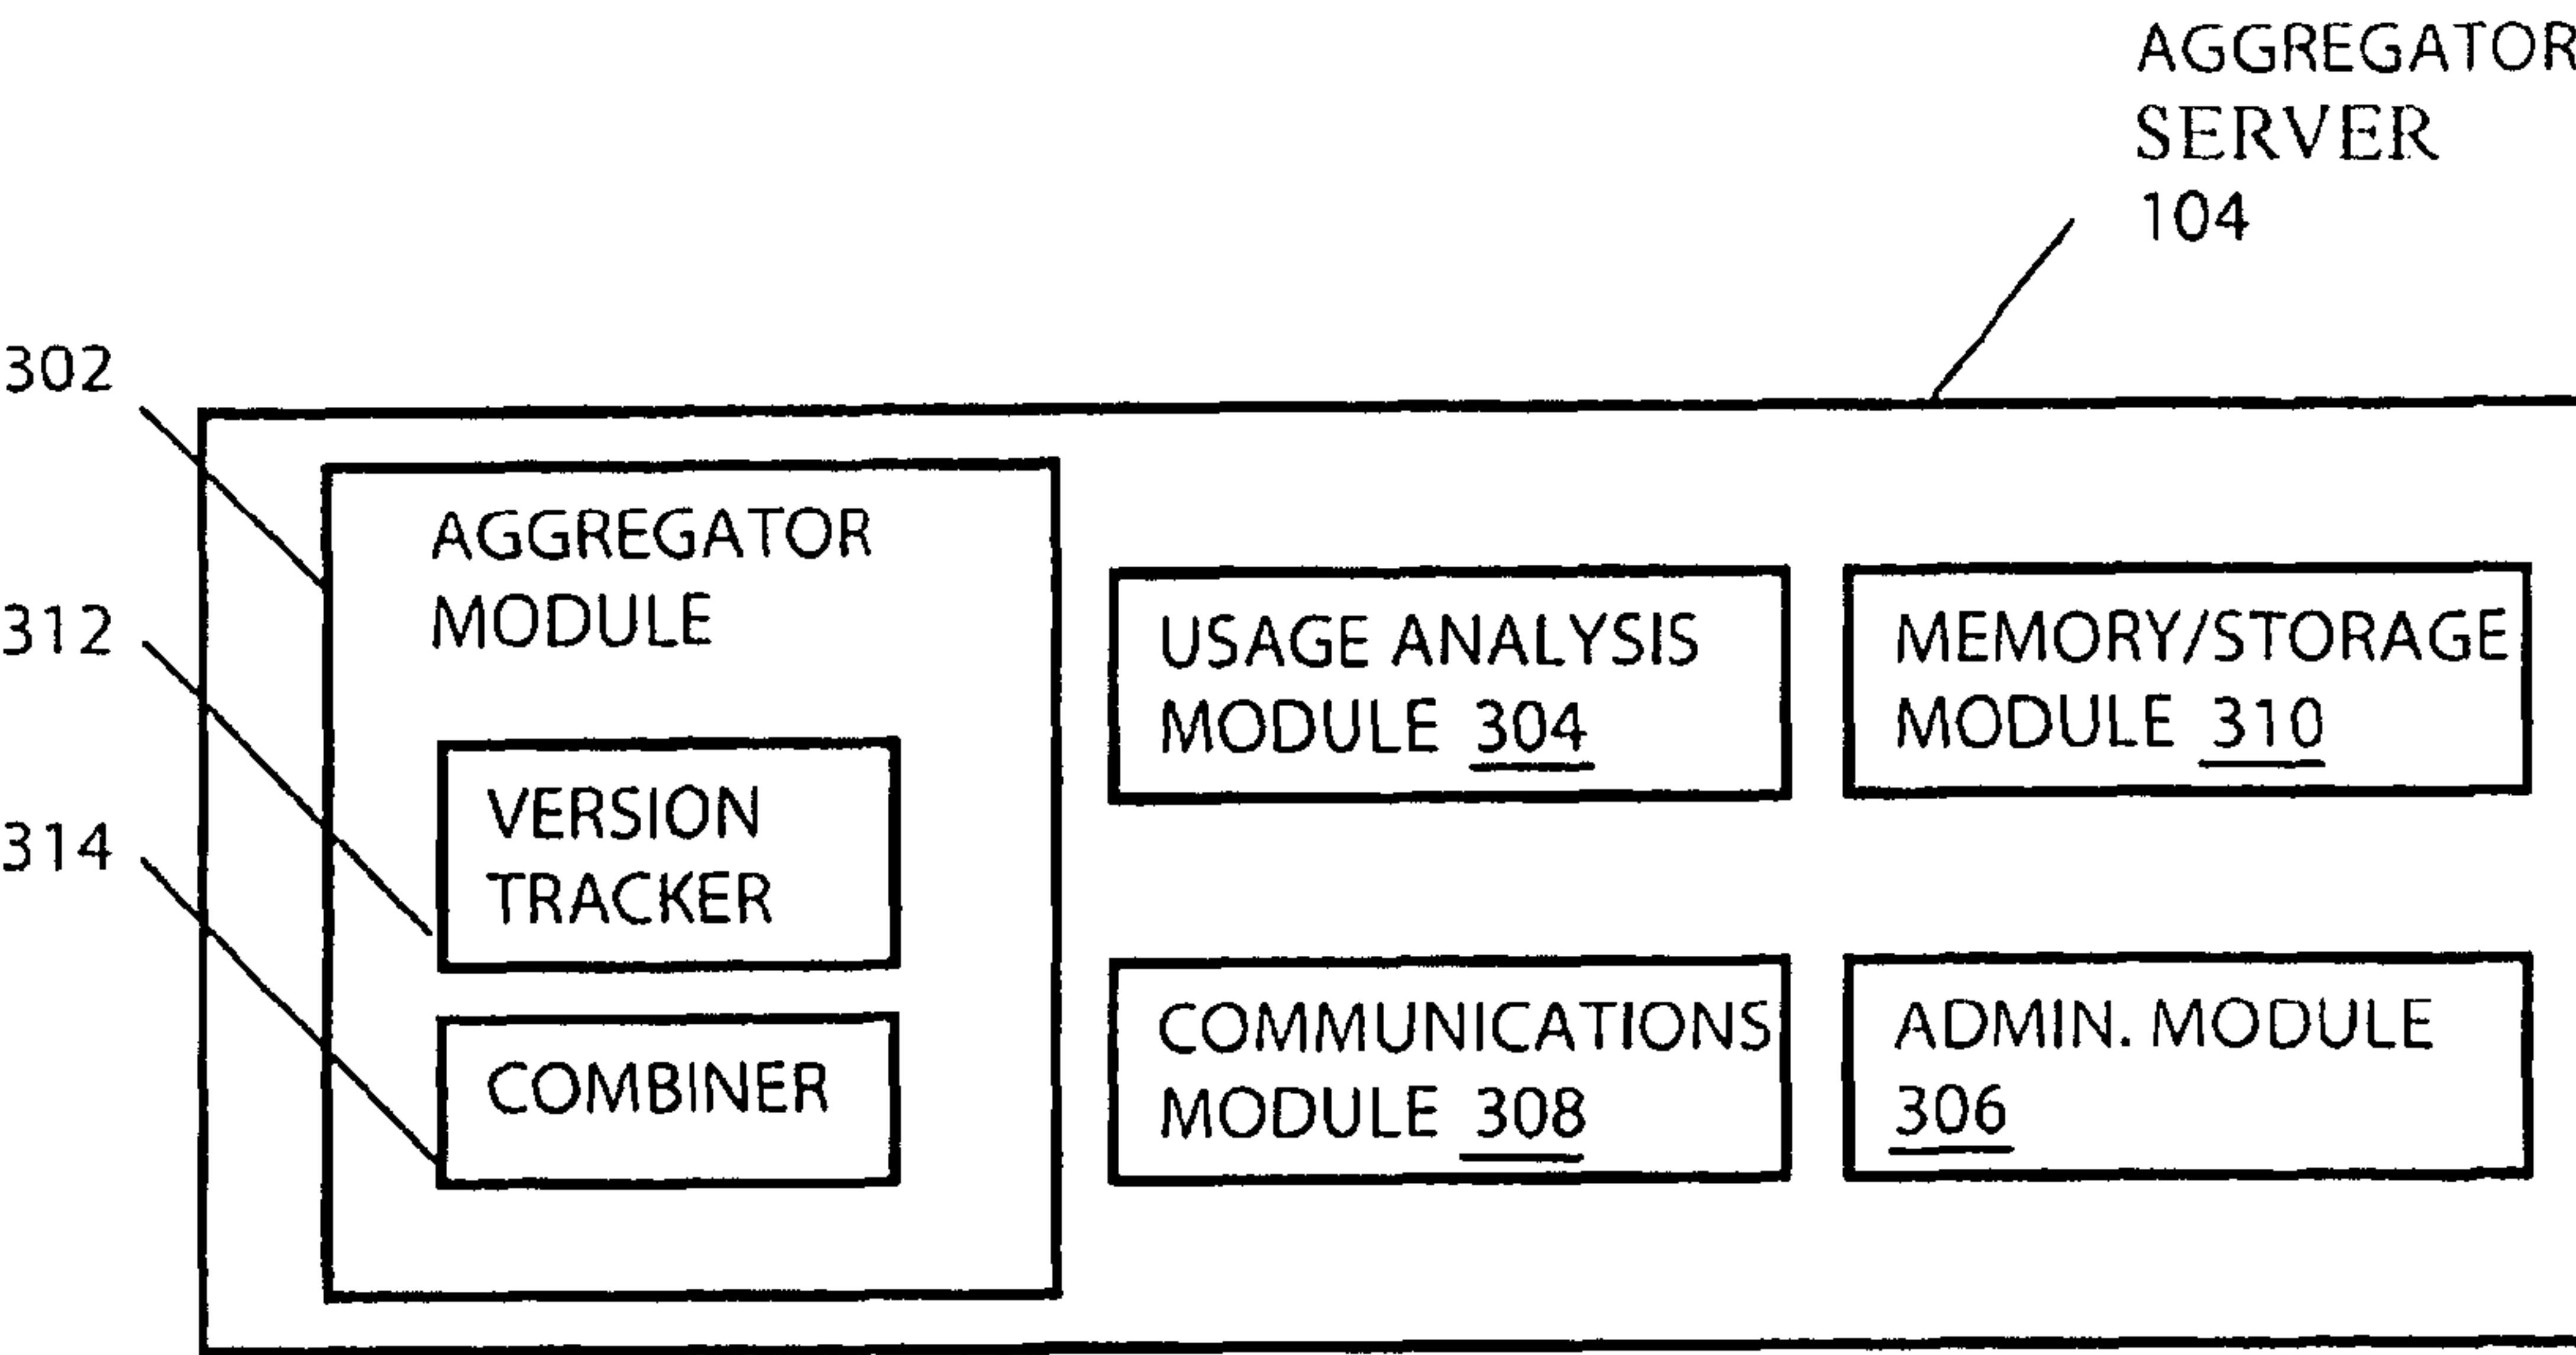 AGGREGATOR
SERVER
104
302
312
314
AGGREGATOR
MODULE
VERSION
TRACKER
COMBINER
USAGE ANALYSIS
MODULE 304
MEMORY/STORAGE
MODULE 310
COMMUNICATIONS
MODULE 308
ADMIN. MODULE
306